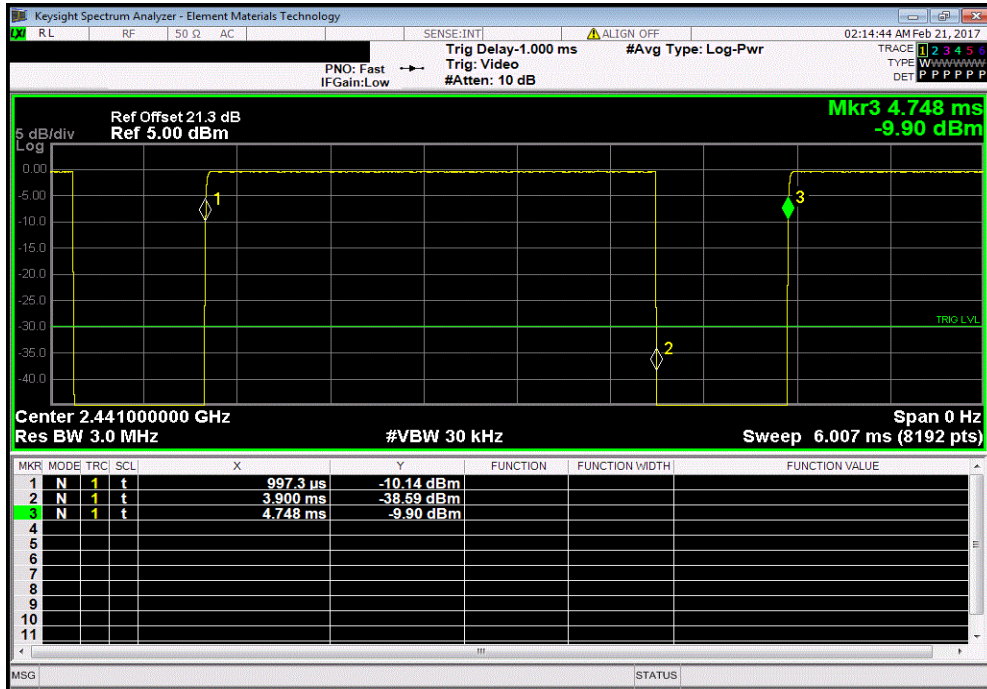 Keysight Spectrum Analyzer - Element Materials Technology
LXI RL RF 50 Ω AC SENSE:INT ALIGN OFF 02:14:44 AM Feb 21, 2017
Trig Delay-1.000 ms #Avg Type: Log-Pwr TRACE 1 2 3 4 5 6
PNO: Fast Trig: Video TYPE WWWWWW
IFGain:Low #Atten: 10 dB DET P P P P P P
Mkr3 4.748 ms
-9.90 dBm
Ref Offset 21.3 dB
5 dB/div Ref 5.00 dBm
Log
0.00
-5.00
1
3
-10.0
-15.0
-20.0
-25.0
-30.0
TRIG LVL
-35.0
2
-40.0
Center 2.441000000 GHz Span 0 Hz
Res BW 3.0 MHz #VBW 30 kHz Sweep 6.007 ms (8192 pts)
MKR MODE TRC SCL X Y FUNCTION FUNCTION WIDTH FUNCTION VALUE
1 N 1 t 997.3 µs -10.14 dBm
2 N 1 t 3.900 ms -38.59 dBm
3 N 1 t 4.748 ms -9.90 dBm
4
5
6
7
8
9
10
11
MSG STATUS